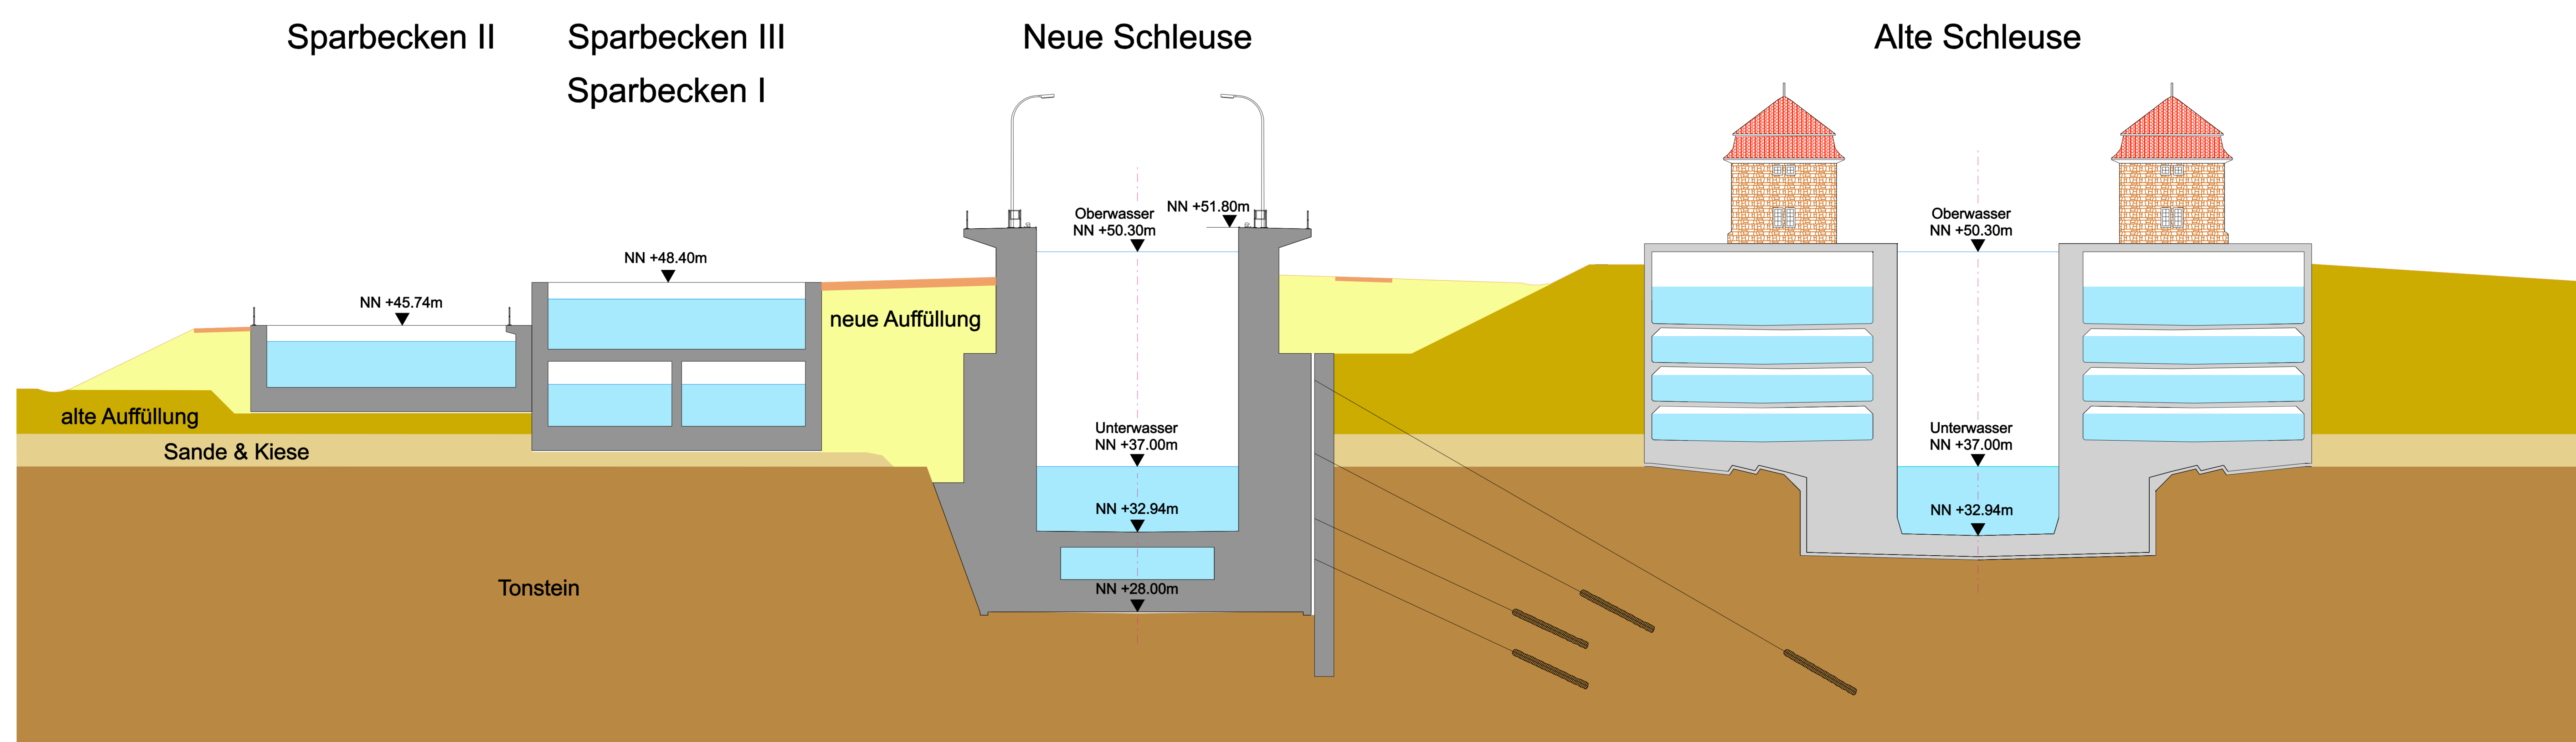 Sparbecken II
Sparbecken III
Sparbecken I
Neue Schleuse
Alte Schleuse
NN +45.74m
NN +48.40m
Oberwasser
NN +50.30m
NN +51.80m
Oberwasser
NN +50.30m
neue Auffüllung
alte Auffüllung
Sande & Kiese
Unterwasser
NN +37.00m
Unterwasser
NN +37.00m
NN +32.94m
NN +32.94m
Tonstein
NN +28.00m